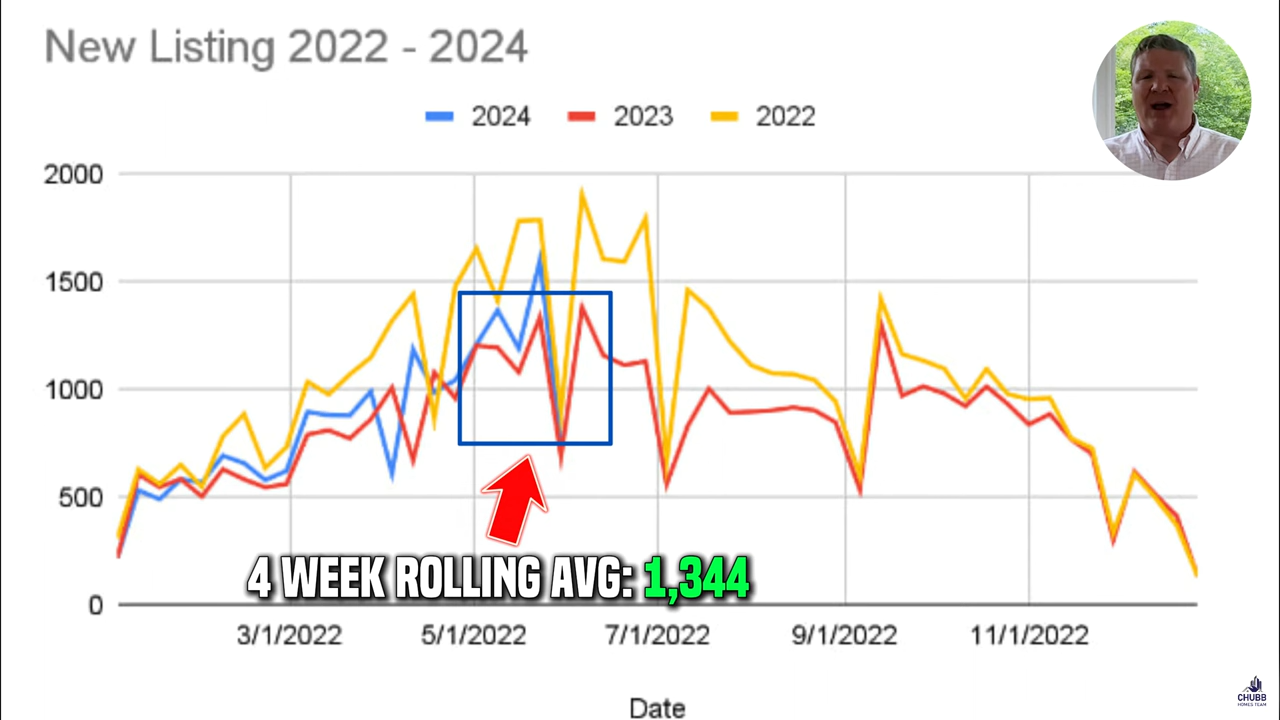 New Listing 2022 - 2024
2024 2023 2022
2000
1500
1000
500
0
4 WEEK ROLLING AVG: 1,344
3/1/2022 5/1/2022 7/1/2022 9/1/2022 11/1/2022
Date
CHUBB
HOMES TEAM